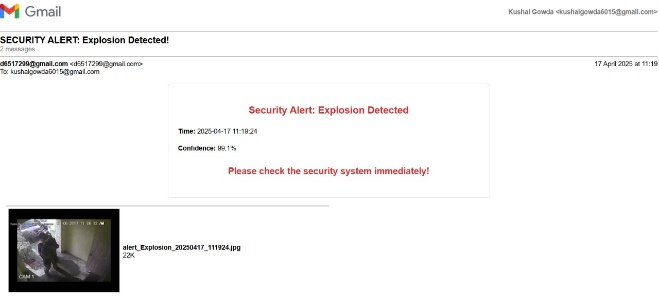 Gmail
Kushal Gowda <kushalgowda6015@gmail.com>
SECURITY ALERT: Explosion Detected!
2 messages
d6517299@gmail.com <d6517299@gmail.com>
17 April 2025 at 11:19
To: kushalgowda6015@gmail.com
Security Alert: Explosion Detected
Time: 2025-04-17 11:19:24
Confidence: 99.1%
Please check the security system immediately!
alert_Explosion_20250417_111924.jpg
22K
CAM 1